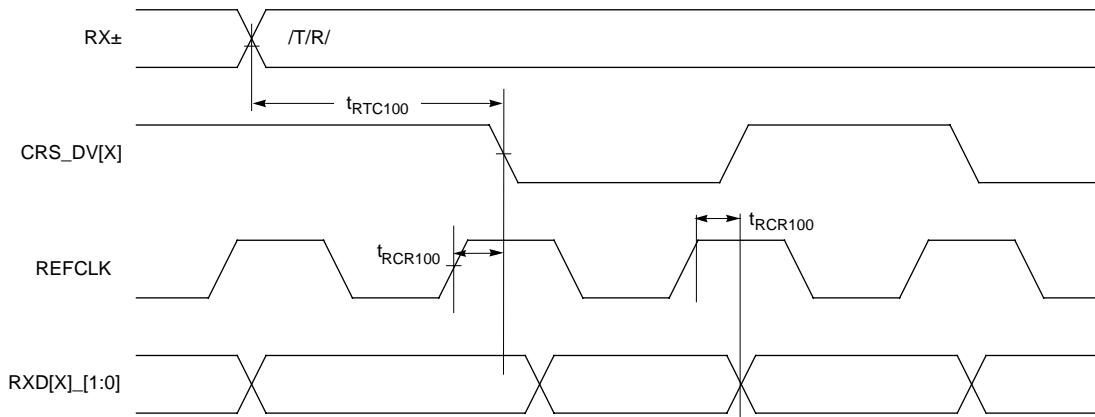 RX±
/T/R/
tRTC100
CRS_DV[X]
tRCR100
tRCR100
REFCLK
RXD[X]_[1:0]